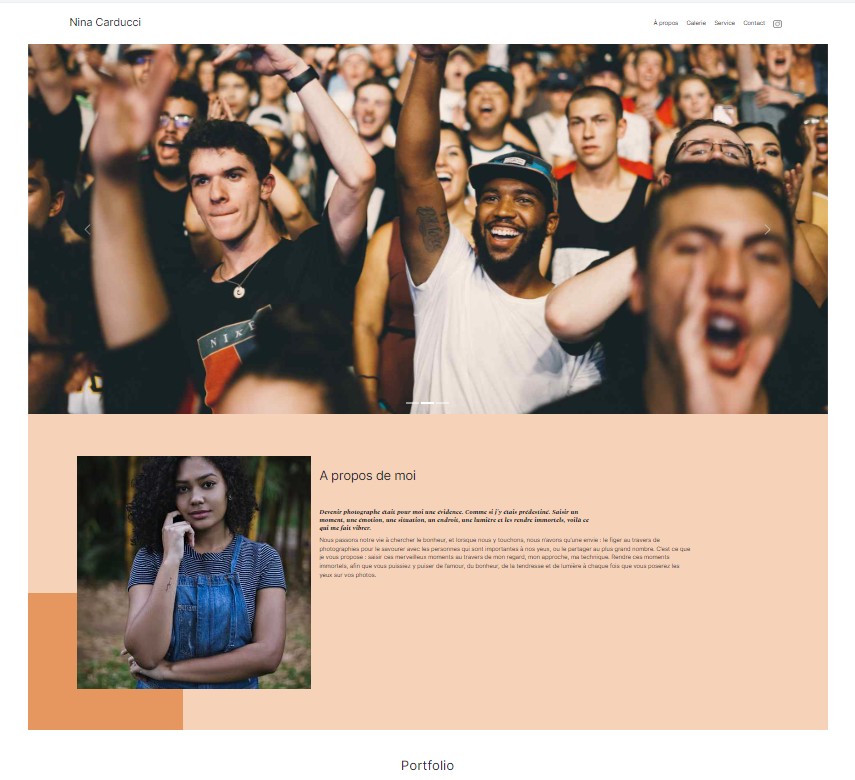 Nina Carducci
À propos Galerie Service Contact
NIKE
A propos de moi
Devenir photographe était pour moi une évidence. Comme si j'y étais prédestiné. Saisir un
moment, une émotion, une situation, un endroit, une lumière et les rendre immortels, voilà ce
qui me fait vibrer.
Nous passons notre vie à chercher le bonheur, et lorsque nous y touchons, nous n'avons qu'une envie : le figer au travers de
photographies pour le savourer avec les personnes qui sont importantes à nos yeux, ou le partager au plus grand nombre. C'est ce que
je vous propose : saisir ces merveilleux moments au travers de mon regard, mon approche, ma technique. Rendre ces moments
immortels, afin que vous puissiez y puiser de l'amour, du bonheur, de la tendresse et de lumière à chaque fois que vous poserez les
yeux sur vos photos.
Portfolio